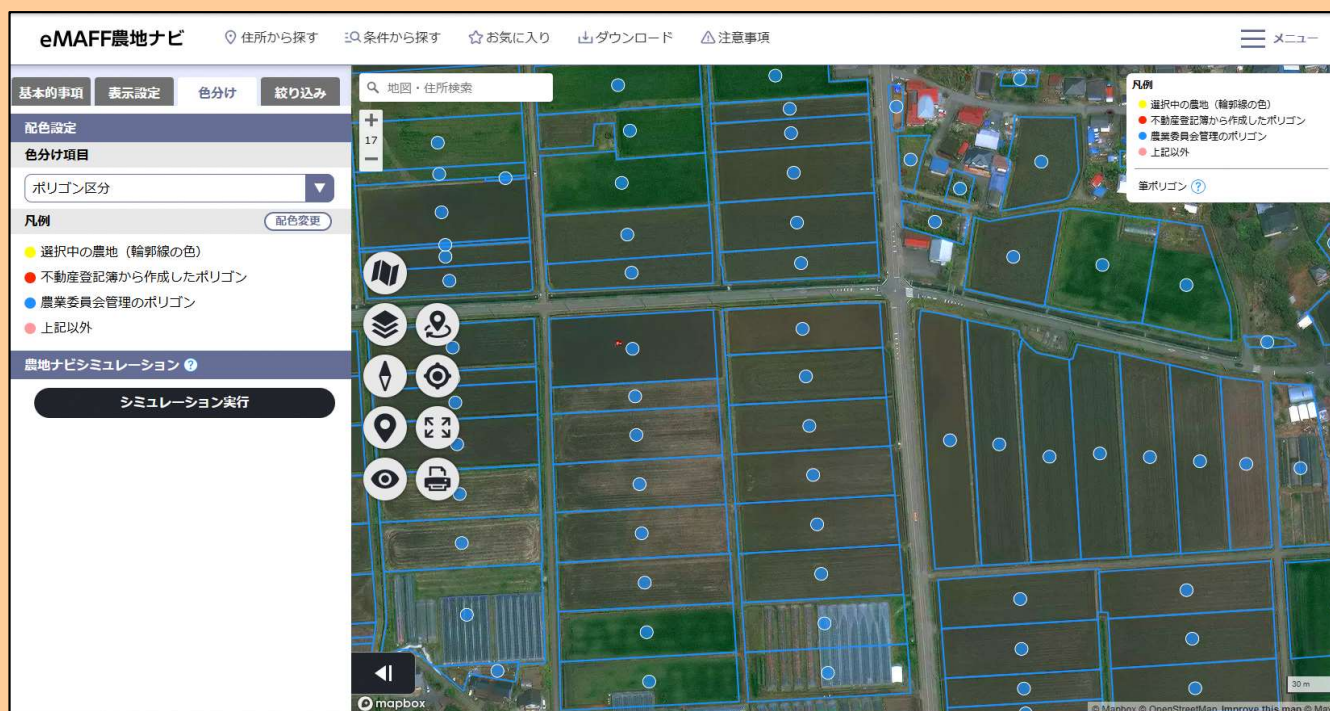 eMAFF農地ナビ
住所から探す
条件から探す
お気に入り
ダウンロード
注意事項
メニュー
基本的事項
表示設定
色分け
絞り込み
配色設定
色分け項目
ポリゴン区分
凡例
配色変更
選択中の農地（輪郭線の色）
不動産登記簿から作成したポリゴン
農業委員会管理のポリゴン
上記以外
農地ナビシミュレーション ?
シミュレーション実行
地図・住所検索
+
17
−
凡例
選択中の農地（輪郭線の色）
不動産登記簿から作成したポリゴン
農業委員会管理のポリゴン
上記以外
筆ポリゴン ?
30 m
mapbox
© Mapbox © OpenStreetMap Improve this map © Max